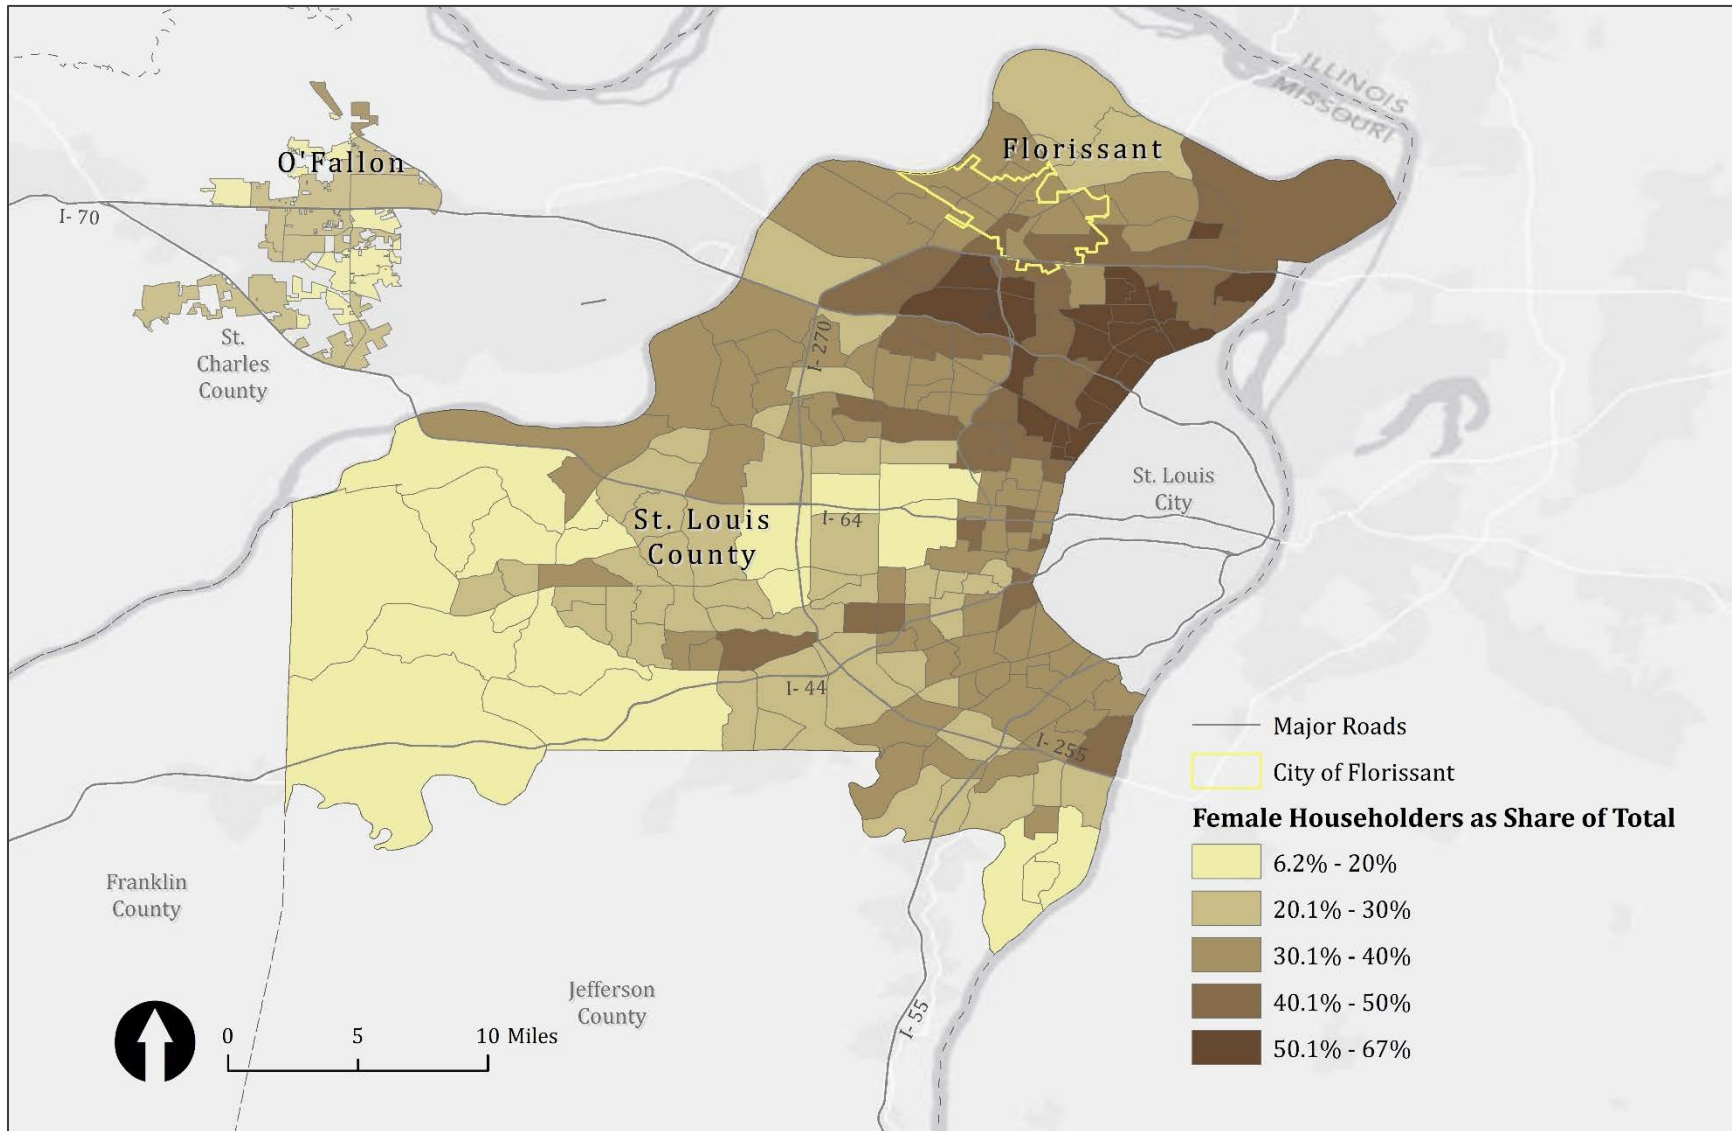 ILLINOIS
MISSOURI
Florissant
O'Fallon
I- 70
St.
Charles
County
I- 270
St. Louis
City
St. Louis
County
I- 64
I- 44
I- 255
Major Roads
City of Florissant
Female Householders as Share of Total
6.2% - 20%
20.1% - 30%
30.1% - 40%
40.1% - 50%
50.1% - 67%
Franklin
County
Jefferson
County
I- 55
0 5 10 Miles